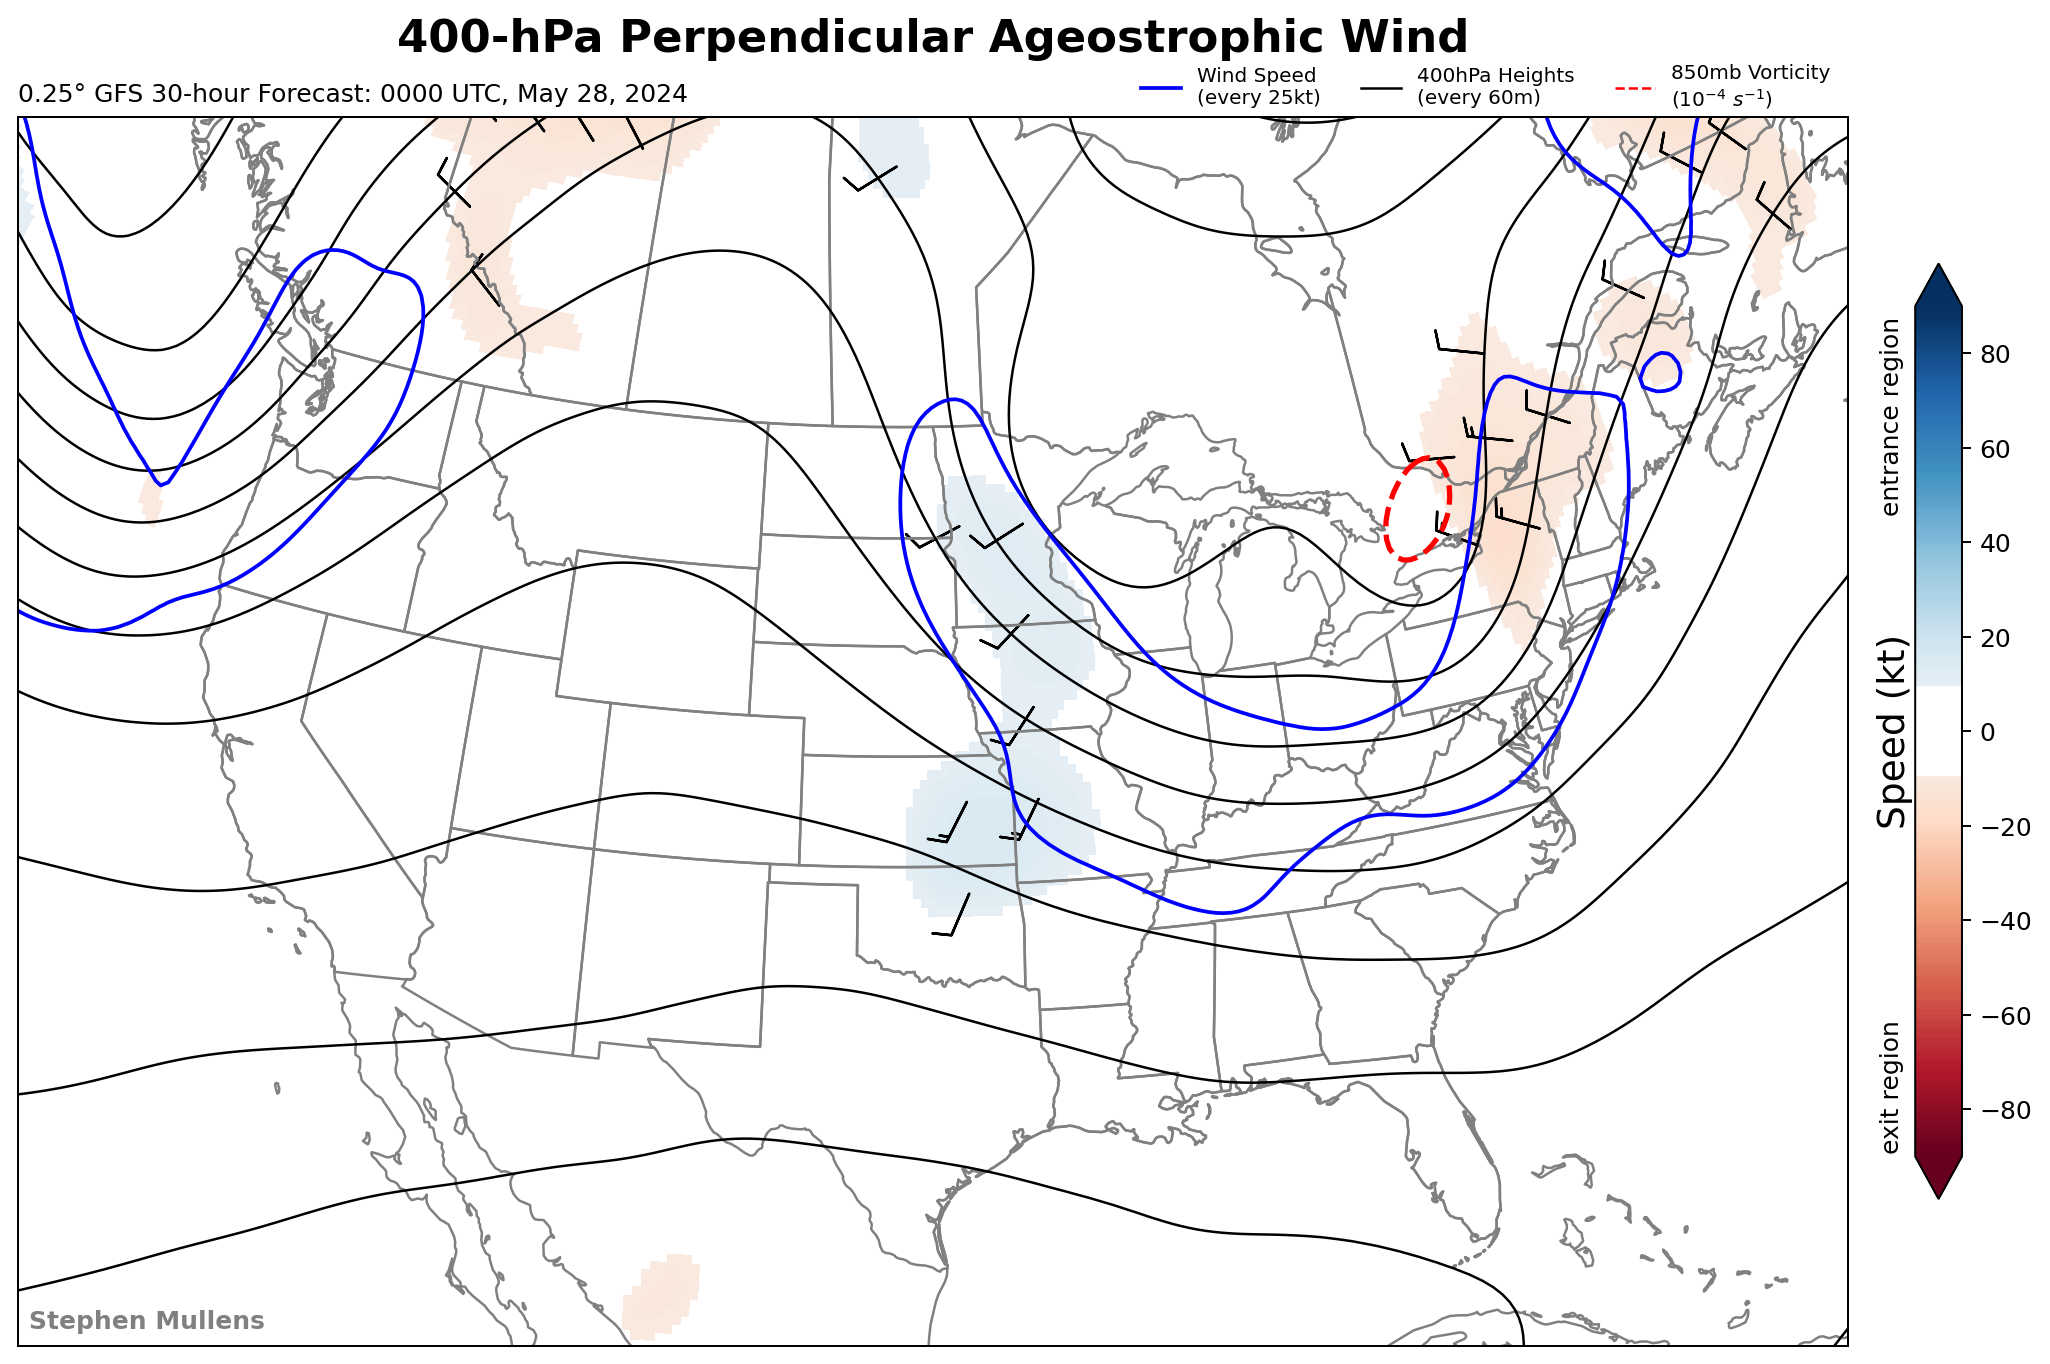 400-hPa Perpendicular Ageostrophic Wind
0.25° GFS 30-hour Forecast: 0000 UTC, May 28, 2024
Wind Speed
(every 25kt)
400hPa Heights
(every 60m)
850mb Vorticity
(10⁻⁴ s⁻¹)
entrance region
Speed (kt)
exit region
80
60
40
20
0
−20
−40
−60
−80
Stephen Mullens